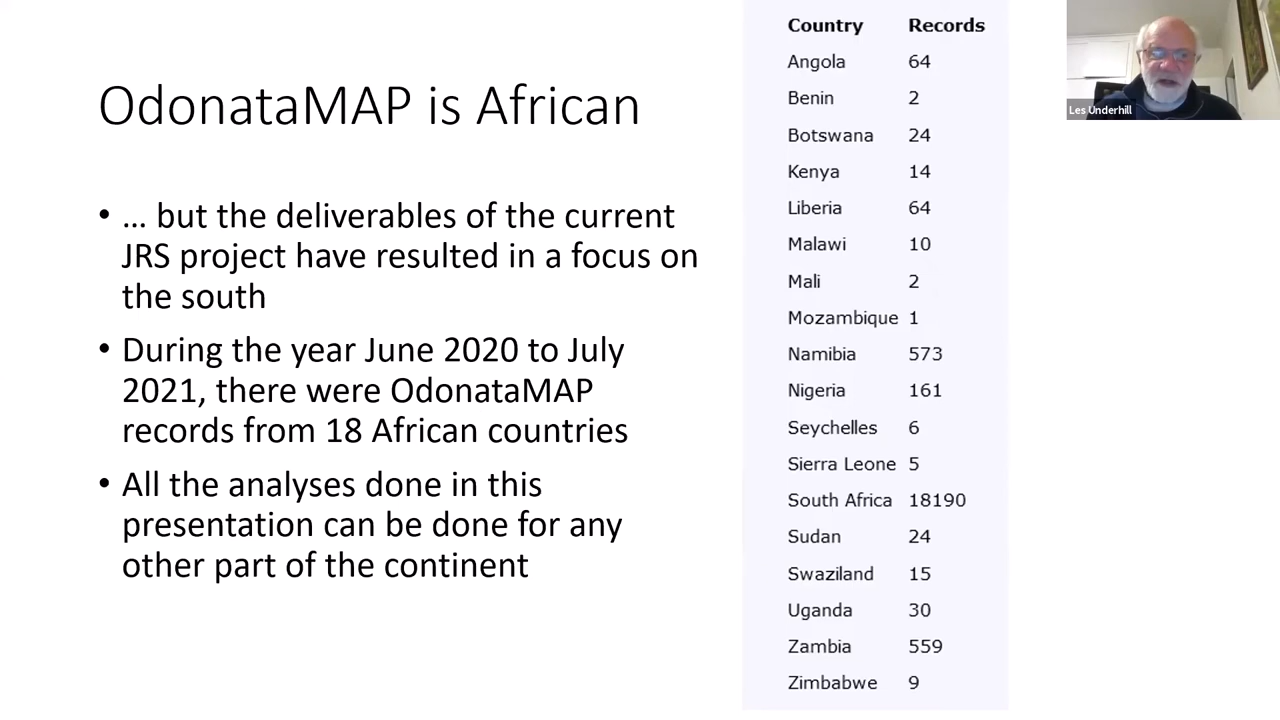 OdonataMAP is African
• … but the deliverables of the current
JRS project have resulted in a focus on
the south
• During the year June 2020 to July
2021, there were OdonataMAP
records from 18 African countries
• All the analyses done in this
presentation can be done for any
other part of the continent
Country Records
Angola 64
Benin 2
Botswana 24
Kenya 14
Liberia 64
Malawi 10
Mali 2
Mozambique 1
Namibia 573
Nigeria 161
Seychelles 6
Sierra Leone 5
South Africa 18190
Sudan 24
Swaziland 15
Uganda 30
Zambia 559
Zimbabwe 9
Les Underhill